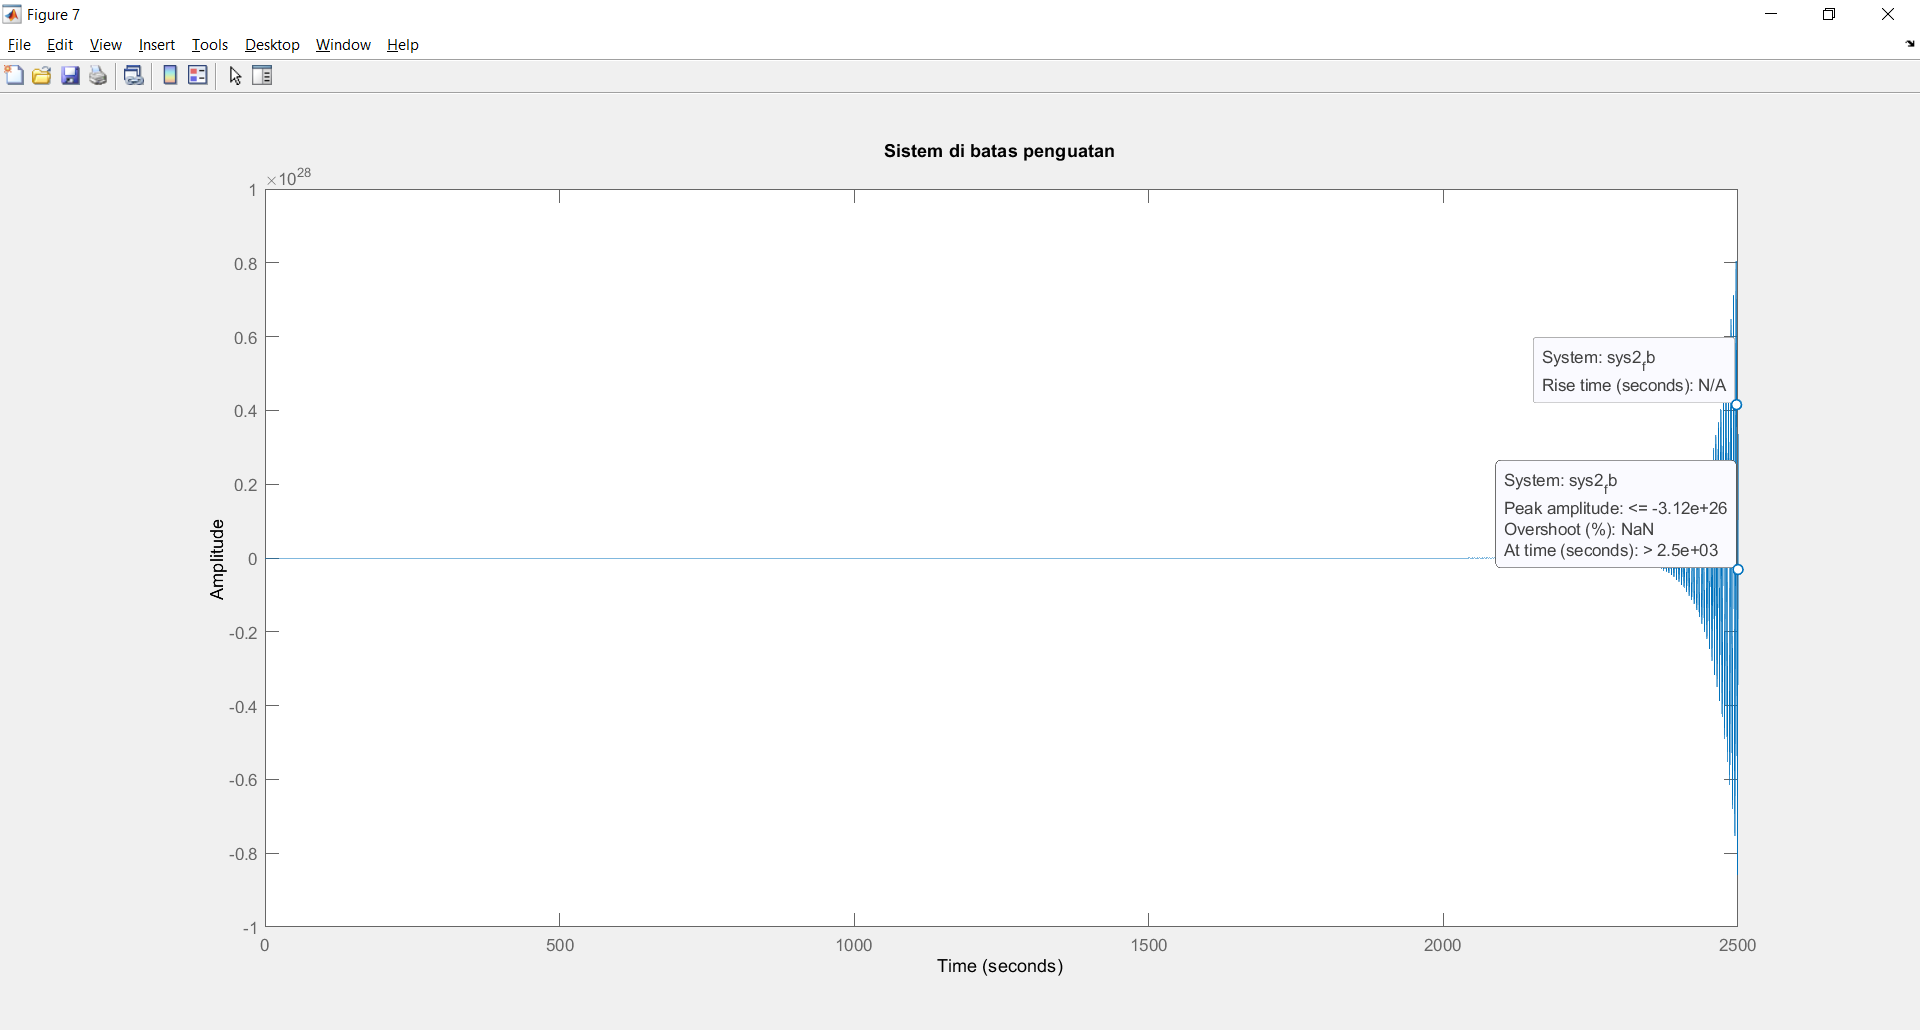 Figure 7
File Edit View Insert Tools Desktop Window Help
Sistem di batas penguatan
×10^28
1
0.8
0.6
0.4
0.2
0
-0.2
-0.4
-0.6
-0.8
-1
Amplitude
System: sys2_fb
Rise time (seconds): N/A
System: sys2_fb
Peak amplitude: <= -3.12e+26
Overshoot (%): NaN
At time (seconds): > 2.5e+03
0 500 1000 1500 2000 2500
Time (seconds)